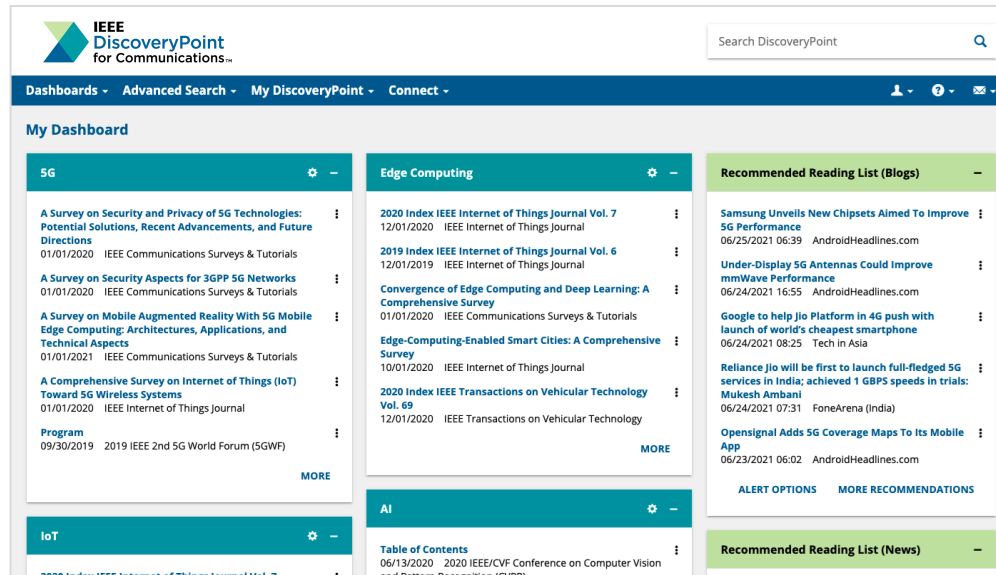 IEEE
DiscoveryPoint
for Communications™
Search DiscoveryPoint
Dashboards
Advanced Search
My DiscoveryPoint
Connect
My Dashboard
5G
A Survey on Security and Privacy of 5G Technologies:
Potential Solutions, Recent Advancements, and Future
Directions
01/01/2020 IEEE Communications Surveys & Tutorials
A Survey on Security Aspects for 3GPP 5G Networks
01/01/2020 IEEE Communications Surveys & Tutorials
A Survey on Mobile Augmented Reality With 5G Mobile
Edge Computing: Architectures, Applications, and
Technical Aspects
01/01/2021 IEEE Communications Surveys & Tutorials
A Comprehensive Survey on Internet of Things (IoT)
Toward 5G Wireless Systems
01/01/2020 IEEE Internet of Things Journal
Program
09/30/2019 2019 IEEE 2nd 5G World Forum (5GWF)
MORE
IoT
2020 Index IEEE Internet of Things Journal Vol. 7
Edge Computing
2020 Index IEEE Internet of Things Journal Vol. 7
12/01/2020 IEEE Internet of Things Journal
2019 Index IEEE Internet of Things Journal Vol. 6
12/01/2019 IEEE Internet of Things Journal
Convergence of Edge Computing and Deep Learning: A
Comprehensive Survey
01/01/2020 IEEE Communications Surveys & Tutorials
Edge-Computing-Enabled Smart Cities: A Comprehensive
Survey
10/01/2020 IEEE Internet of Things Journal
2020 Index IEEE Transactions on Vehicular Technology
Vol. 69
12/01/2020 IEEE Transactions on Vehicular Technology
MORE
AI
Table of Contents
06/13/2020 2020 IEEE/CVF Conference on Computer Vision
and Pattern Recognition (CVPR)
Recommended Reading List (Blogs)
Samsung Unveils New Chipsets Aimed To Improve
5G Performance
06/25/2021 06:39 AndroidHeadlines.com
Under-Display 5G Antennas Could Improve
mmWave Performance
06/24/2021 16:55 AndroidHeadlines.com
Google to help Jio Platform in 4G push with
launch of world's cheapest smartphone
06/24/2021 08:25 Tech in Asia
Reliance Jio will be first to launch full-fledged 5G
services in India; achieved 1 GBPS speeds in trials:
Mukesh Ambani
06/24/2021 07:31 FoneArena (India)
Opensignal Adds 5G Coverage Maps To Its Mobile
App
06/23/2021 06:02 AndroidHeadlines.com
ALERT OPTIONS MORE RECOMMENDATIONS
Recommended Reading List (News)